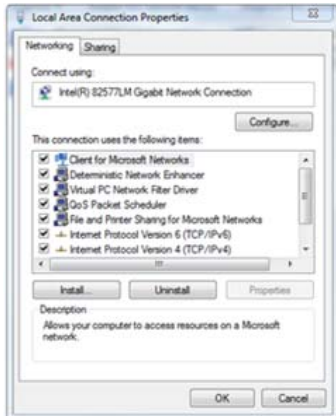 Local Area Connection Properties
Networking Sharing
Connect using:
Intel(R) 82577LM Gigabit Network Connection
Configure...
This connection uses the following items:
Client for Microsoft Networks
Deterministic Network Enhancer
Virtual PC Network Filter Driver
QoS Packet Scheduler
File and Printer Sharing for Microsoft Networks
Internet Protocol Version 6 (TCP/IPv6)
Internet Protocol Version 4 (TCP/IPv4)
Install... Uninstall Properties
Description
Allows your computer to access resources on a Microsoft
network.
OK Cancel